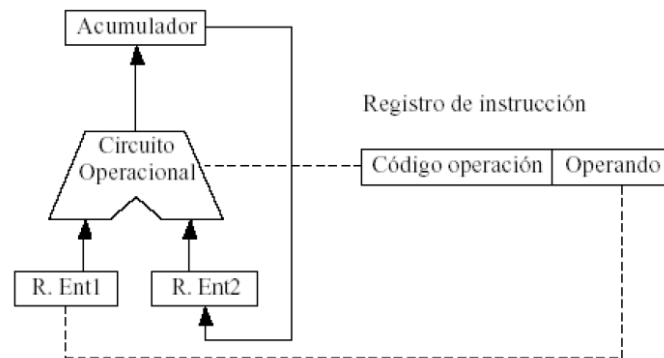 Acumulador
Registro de instrucción
Circuito
Operacional
Código operación
Operando
R. Ent1
R. Ent2